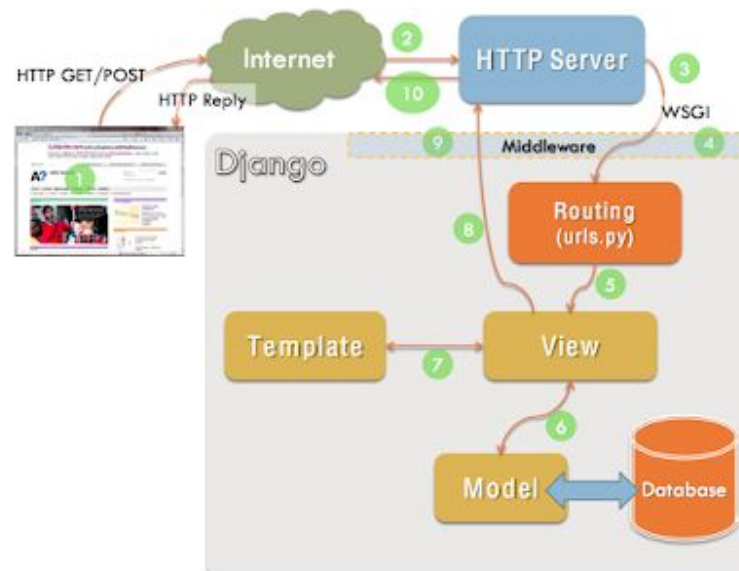 Internet
2
HTTP Server
3
HTTP GET/POST
10
HTTP Reply
WSGI
1
A?
9
Middleware
4
Django
Routing
(urls.py)
8
5
Template
7
View
6
Model
Database